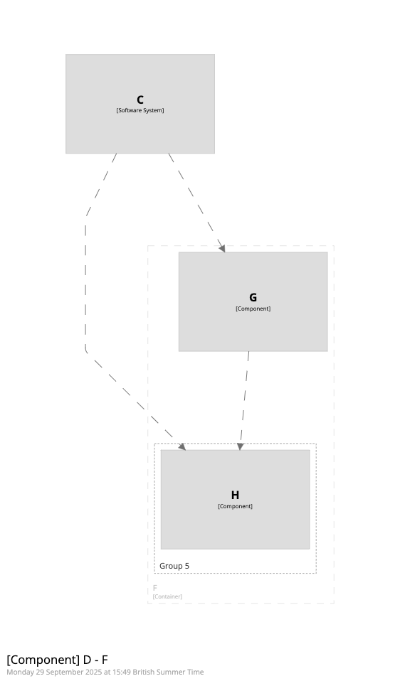 C
[Software System]
G
[Component]
H
[Component]
Group 5
F
[Container]
[Component] D - F
Monday 29 September 2025 at 15:49 British Summer Time